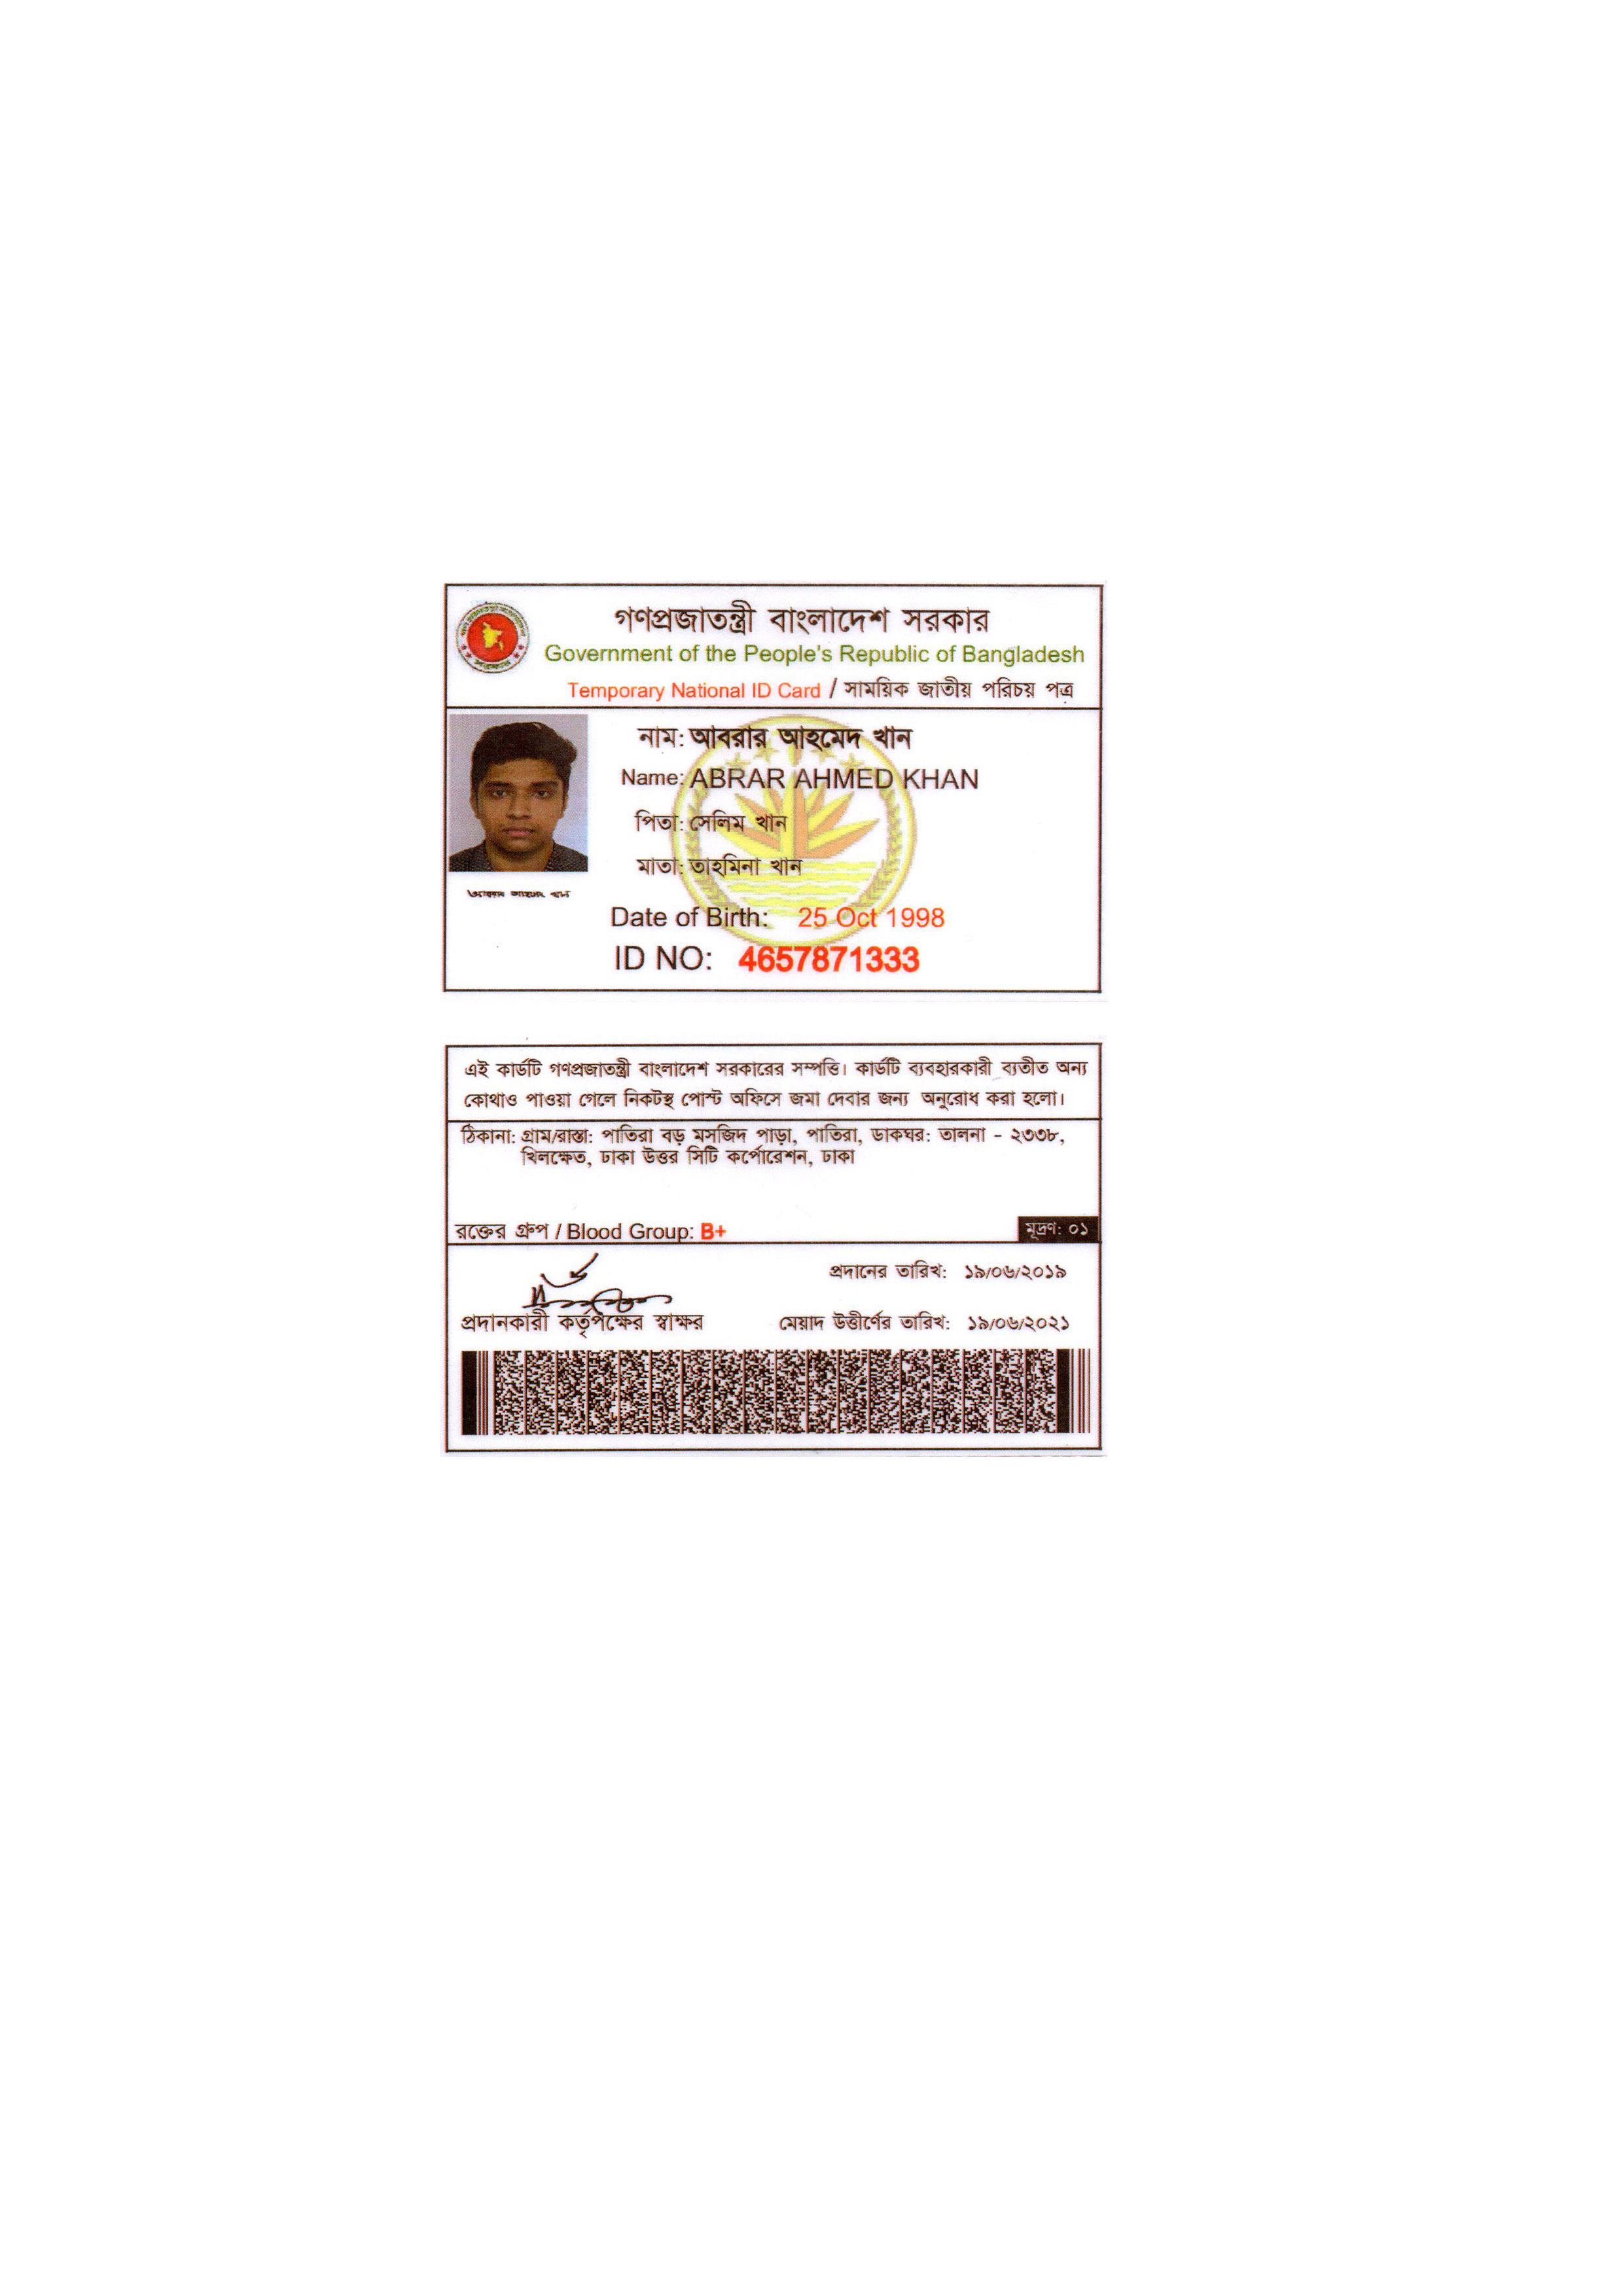 গণপ্রজাতন্ত্রী বাংলাদেশ সরকার
Government of the People's Republic of Bangladesh
Temporary National ID Card / সাময়িক জাতীয় পরিচয় পত্র
নাম: আবরার আহমেদ খান
Name: ABRAR AHMED KHAN
পিতা: সেলিম খান
মাতা: তাহমিনা খান
আবরার আহমেদ খান
Date of Birth: 25 Oct 1998
ID NO: 4657871333
এই কার্ডটি গণপ্রজাতন্ত্রী বাংলাদেশ সরকারের সম্পত্তি। কার্ডটি ব্যবহারকারী ব্যতীত অন্য
কোথাও পাওয়া গেলে নিকটস্থ পোস্ট অফিসে জমা দেবার জন্য অনুরোধ করা হলো।
ঠিকানা: গ্রাম/রাস্তা: পাতিরা বড় মসজিদ পাড়া, পাতিরা, ডাকঘর: তালনা - ২৩৩৮,
খিলক্ষেত, ঢাকা উত্তর সিটি কর্পোরেশন, ঢাকা
রক্তের গ্রুপ / Blood Group: B+
মূদ্রণ: ০১
প্রদানের তারিখ: ১৯/০৬/২০১৯
প্রদানকারী কর্তৃপক্ষের স্বাক্ষর
মেয়াদ উত্তীর্ণের তারিখ: ১৯/০৬/২০২১